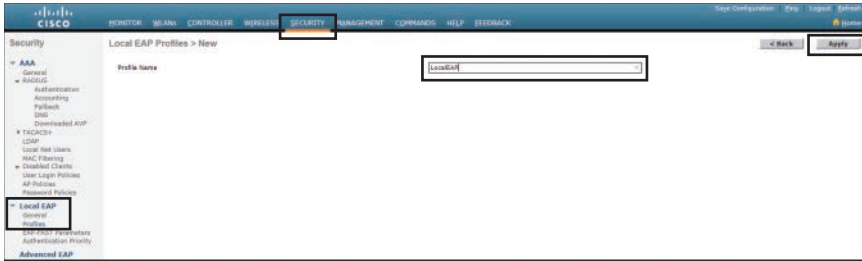 Save Configuration Ping Logout Refresh
CISCO MONITOR WLANs CONTROLLER WIRELESS SECURITY MANAGEMENT COMMANDS HELP FEEDBACK Home
Security
Local EAP Profiles > New
< Back
Apply
AAA
General
RADIUS
Authentication
Accounting
Fallback
DNS
Downloaded AVP
TACACS+
LDAP
Local Net Users
MAC Filtering
Disabled Clients
User Login Policies
AP Policies
Password Policies
Local EAP
General
Profiles
EAP-FAST Parameters
Authentication Priority
Advanced EAP
Profile Name
LocalEAP